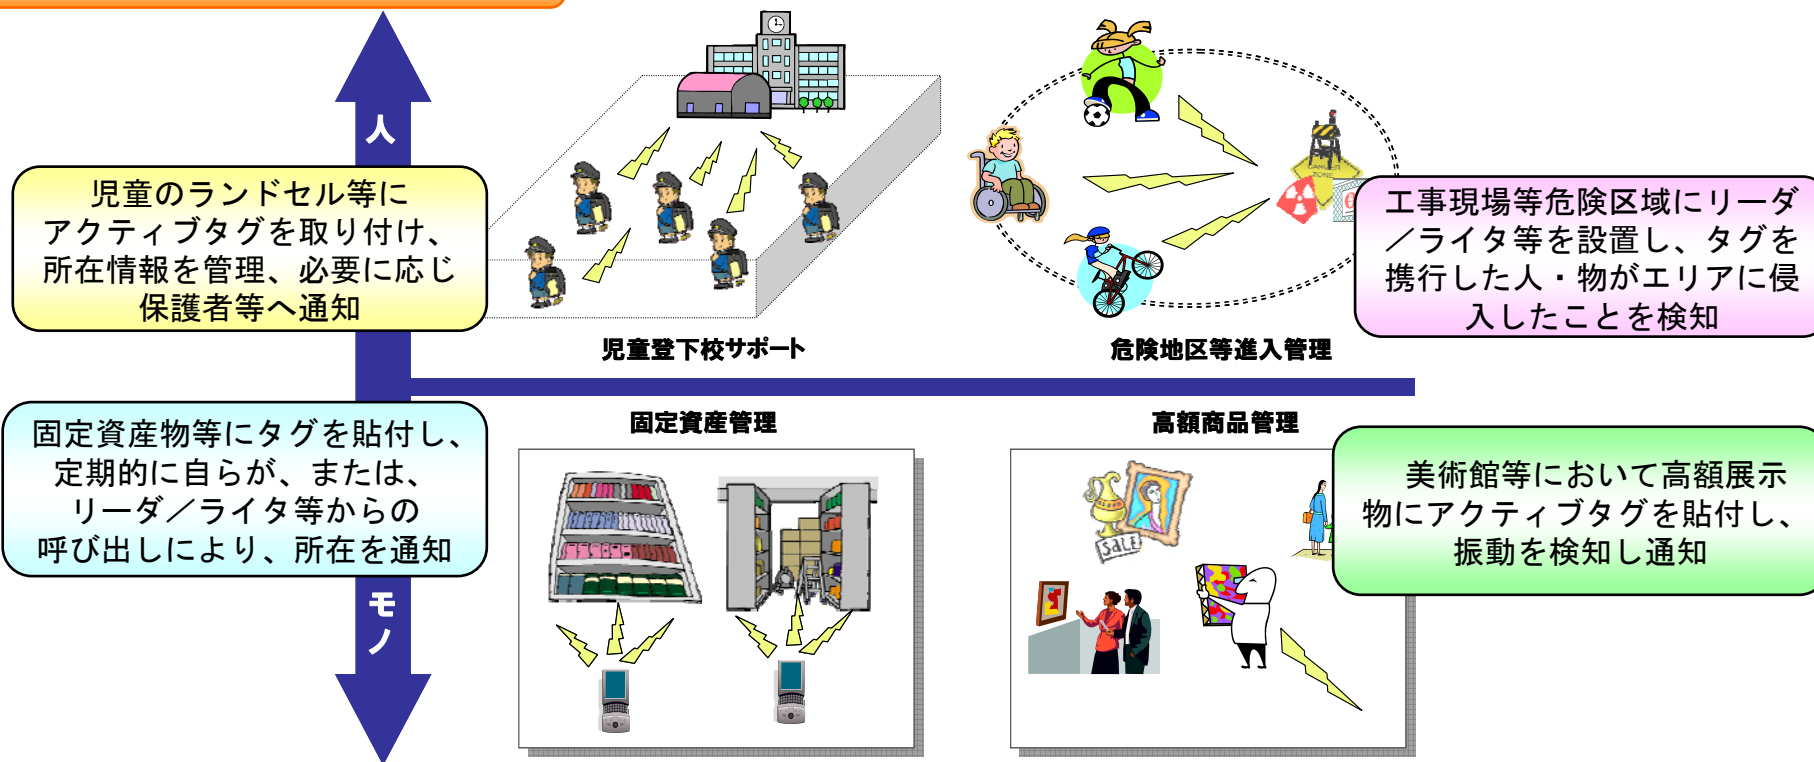 人
児童のランドセル等に
アクティブタグを取り付け、
所在情報を管理、必要に応じ
保護者等へ通知
児童登下校サポート
DANGER
ZONE
工事現場等危険区域にリーダ
／ライタ等を設置し、タグを
携行した人・物がエリアに侵
入したことを検知
危険地区等進入管理
固定資産物等にタグを貼付し、
定期的に自らが、または、
リーダ／ライタ等からの
呼び出しにより、所在を通知
モノ
固定資産管理
高額商品管理
SALE
美術館等において高額展示
物にアクティブタグを貼付し、
振動を検知し通知